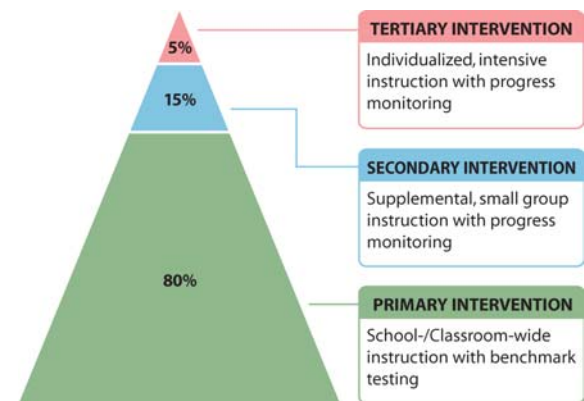 5%
TERTIARY INTERVENTION
Individualized, intensive
instruction with progress
monitoring
15%
SECONDARY INTERVENTION
Supplemental, small group
instruction with progress
monitoring
80%
PRIMARY INTERVENTION
School-/Classroom-wide
instruction with benchmark
testing